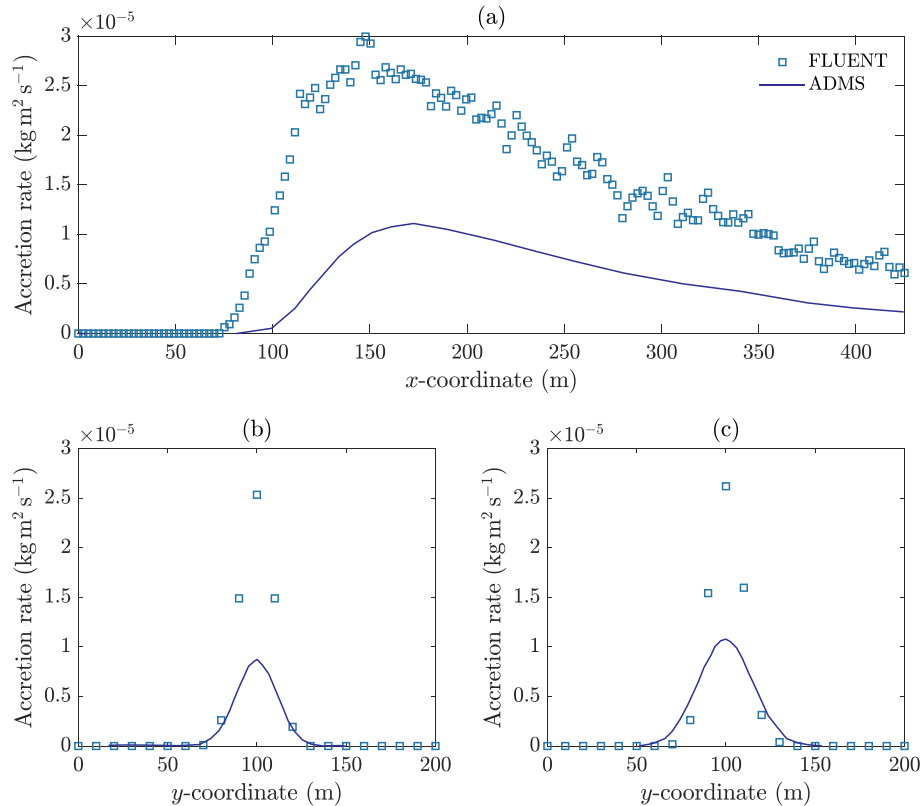 (a)
×10⁻⁵
3
2.5
2
1.5
1
0.5
0
Accretion rate (kg m² s⁻¹)
FLUENT
ADMS
0 50 100 150 200 250 300 350 400
x-coordinate (m)
(b)
×10⁻⁵
3
2.5
2
1.5
1
0.5
0
Accretion rate (kg m² s⁻¹)
0 50 100 150 200
y-coordinate (m)
(c)
×10⁻⁵
3
2.5
2
1.5
1
0.5
0
Accretion rate (kg m² s⁻¹)
0 50 100 150 200
y-coordinate (m)